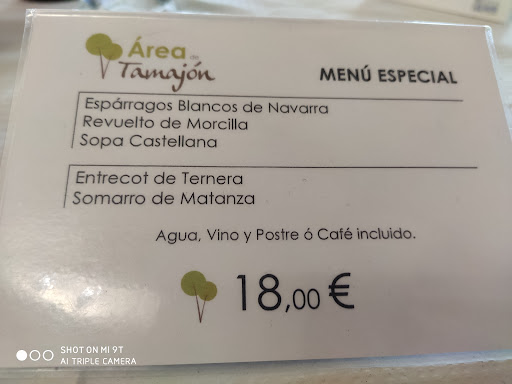 Área de
Tamajón
MENÚ ESPECIAL
Espárragos Blancos de Navarra
Revuelto de Morcilla
Sopa Castellana
Entrecot de Ternera
Somarro de Matanza
Agua, Vino y Postre ó Café incluido.
18,00 €
SHOT ON MI 9T
AI TRIPLE CAMERA